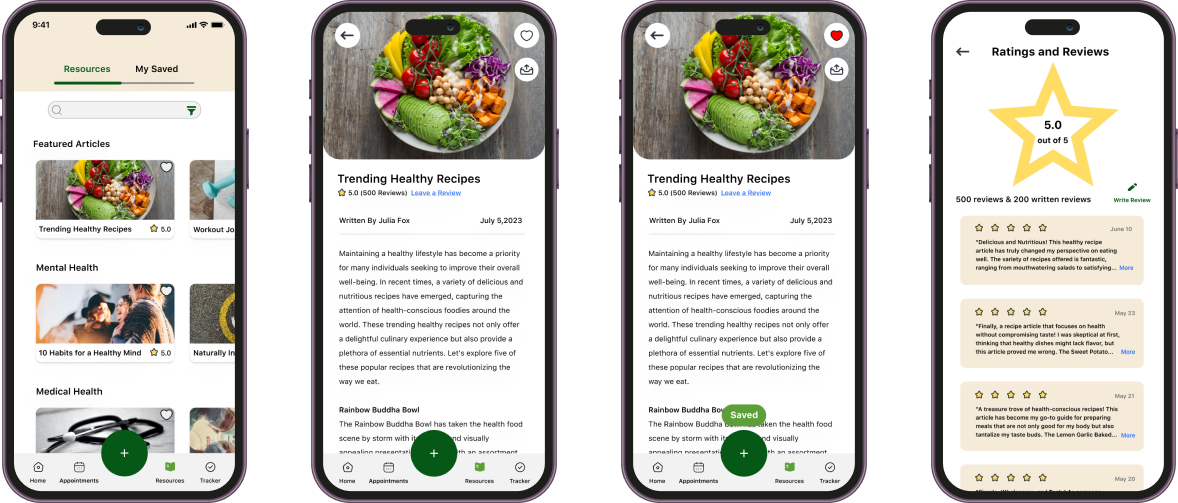 9:41
Resources My Saved
Featured Articles
Trending Healthy Recipes 5.0
Workout Jo
Mental Health
10 Habits for a Healthy Mind 5.0
Naturally In
Medical Health
+
Home Appointments Resources Tracker
Trending Healthy Recipes
5.0 (500 Reviews) Leave a Review
Written By Julia Fox July 5,2023
Maintaining a healthy lifestyle has become a priority
for many individuals seeking to improve their overall
well-being. In recent times, a variety of delicious and
nutritious recipes have emerged, capturing the
attention of health-conscious foodies around the
world. These trending healthy recipes not only offer
a delightful culinary experience but also provide a
plethora of essential nutrients. Let's explore five of
these popular recipes that are revolutionizing the
way we eat.
Rainbow Buddha Bowl
The Rainbow Buddha Bowl has taken the health food
scene by storm with it and visually
appealing presentati ith an assortment
+
Home Appointments Resources Tracker
Trending Healthy Recipes
5.0 (500 Reviews) Leave a Review
Written By Julia Fox July 5,2023
Maintaining a healthy lifestyle has become a priority
for many individuals seeking to improve their overall
well-being. In recent times, a variety of delicious and
nutritious recipes have emerged, capturing the
attention of health-conscious foodies around the
world. These trending healthy recipes not only offer
a delightful culinary experience but also provide a
plethora of essential nutrients. Let's explore five of
these popular recipes that are revolutionizing the
way we eat.
Rainbow Buddha Bo
Saved
The Rainbow Buddha B has taken the health food
scene by storm with it and visually
appealing presentati ith an assortment
+
Home Appointments Resources Tracker
Ratings and Reviews
5.0
out of 5
500 reviews & 200 written reviews
Write Review
June 10
"Delicious and Nutritious! This healthy recipe
article has truly changed my perspective on eating
well. The variety of recipes offered is fantastic,
ranging from mouthwatering salads to satisfying... More
May 23
"Finally, a recipe article that focuses on health
without compromising taste! I was skeptical at first,
thinking that healthy dishes might lack flavor, but
this article proved me wrong. The Sweet Potato... More
May 21
"A treasure trove of health-conscious recipes! This
article has become my go-to guide for preparing
meals that are not only good for my body but also
tantalize my taste buds. The Lemon Garlic Baked... More
May 20